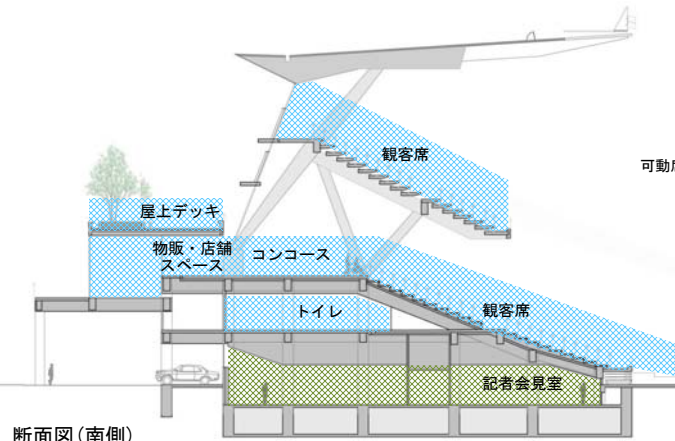 観客席
可動席
屋上デッキ
物販・店舗
スペース
コンコース
トイレ
観客席
記者会見室
断面図(南側)